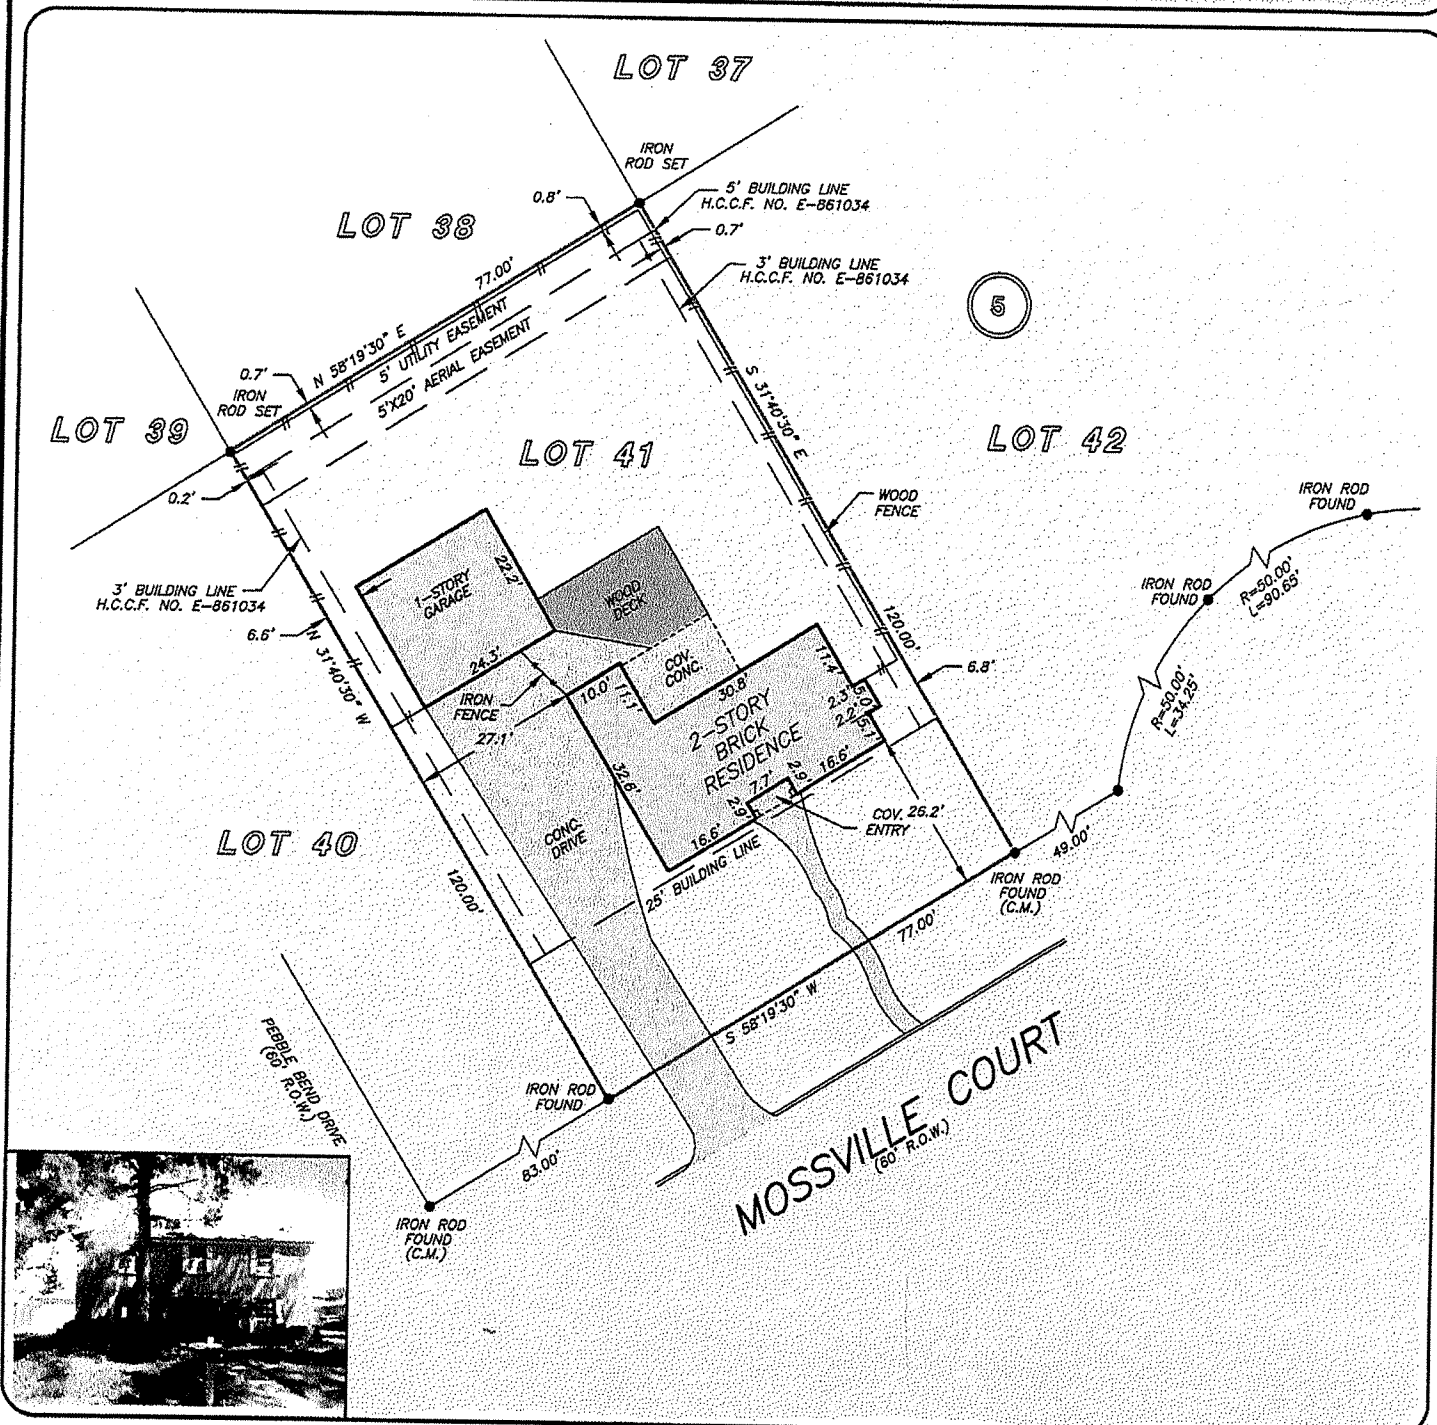 LOT 37
IRON
ROD SET
0.8'
5' BUILDING LINE
H.C.C.F. NO. E-861034
LOT 38
0.7'
77.00'
3' BUILDING LINE
H.C.C.F. NO. E-861034
5
N 58°19'30" E
5' UTILITY EASEMENT
5'X20' AERIAL EASEMENT
0.7'
IRON
ROD SET
S 31°40'30" E
LOT 39
LOT 41
LOT 42
0.2'
WOOD
FENCE
IRON ROD
FOUND
3' BUILDING LINE
H.C.C.F. NO. E-861034
1-STORY
GARAGE
22.2'
WOOD
DECK
IRON ROD
FOUND
R=50.00'
L=90.65'
6.6'
N 31°40'30" W
120.00'
24.3'
COV.
CONC.
11.4'
6.8'
IRON
FENCE
10.0'
11.1'
30.8'
2.3'
5.0'
2.2'
5.1'
R=50.00'
L=34.25'
27.1'
2-STORY
BRICK
RESIDENCE
32.6'
7.7'
2.9'
16.6'
2.9'
COV.
ENTRY
26.2'
CONC.
DRIVE
16.6'
LOT 40
25' BUILDING LINE
49.00'
120.00'
IRON ROD
FOUND
(C.M.)
77.00'
S 58°19'30" W
PEBBLE BEND DRIVE
(60' R.O.W.)
IRON ROD
FOUND
MOSSVILLE COURT
(60' R.O.W.)
83.00'
IRON ROD
FOUND
(C.M.)